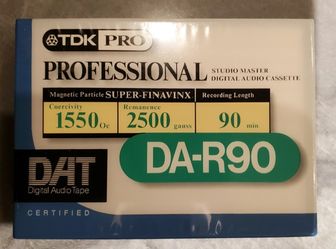 TDK PRO
PROFESSIONAL STUDIO MASTER DIGITAL AUDIO CASSETTE
Magnetic Particle SUPER-FINAVINX Recording Length
Coercivity Remanence
1550 Oe 2500 gauss 90 min
DA-R90
DAT
Digital Audio Tape
CERTIFIED